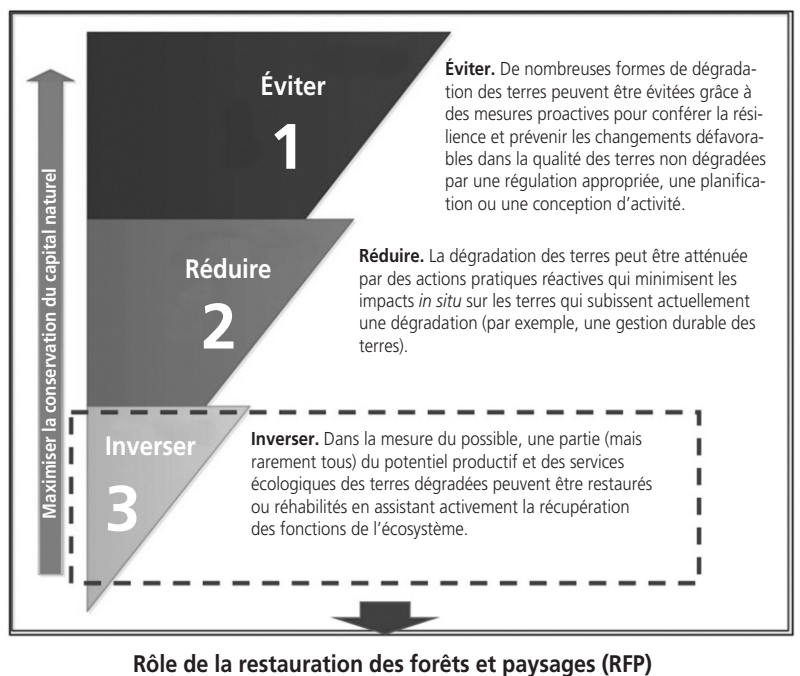 Maximiser la conservation du capital naturel
Éviter
1
Éviter. De nombreuses formes de dégrada-
tion des terres peuvent être évitées grâce à
des mesures proactives pour conférer la rési-
lience et prévenir les changements défavora-
bles dans la qualité des terres non dégradées
par une régulation appropriée, une planifica-
tion ou une conception d’activité.
Réduire
2
Réduire. La dégradation des terres peut être atténuée
par des actions pratiques réactives qui minimisent les
impacts in situ sur les terres qui subissent actuellement
une dégradation (par exemple, une gestion durable des
terres).
Inverser
3
Inverser. Dans la mesure du possible, une partie (mais
rarement tous) du potentiel productif et des services
écologiques des terres dégradées peuvent être restaurés
ou réhabilités en assistant activement la récupération
des fonctions de l’écosystème.
Rôle de la restauration des forêts et paysages (RFP)